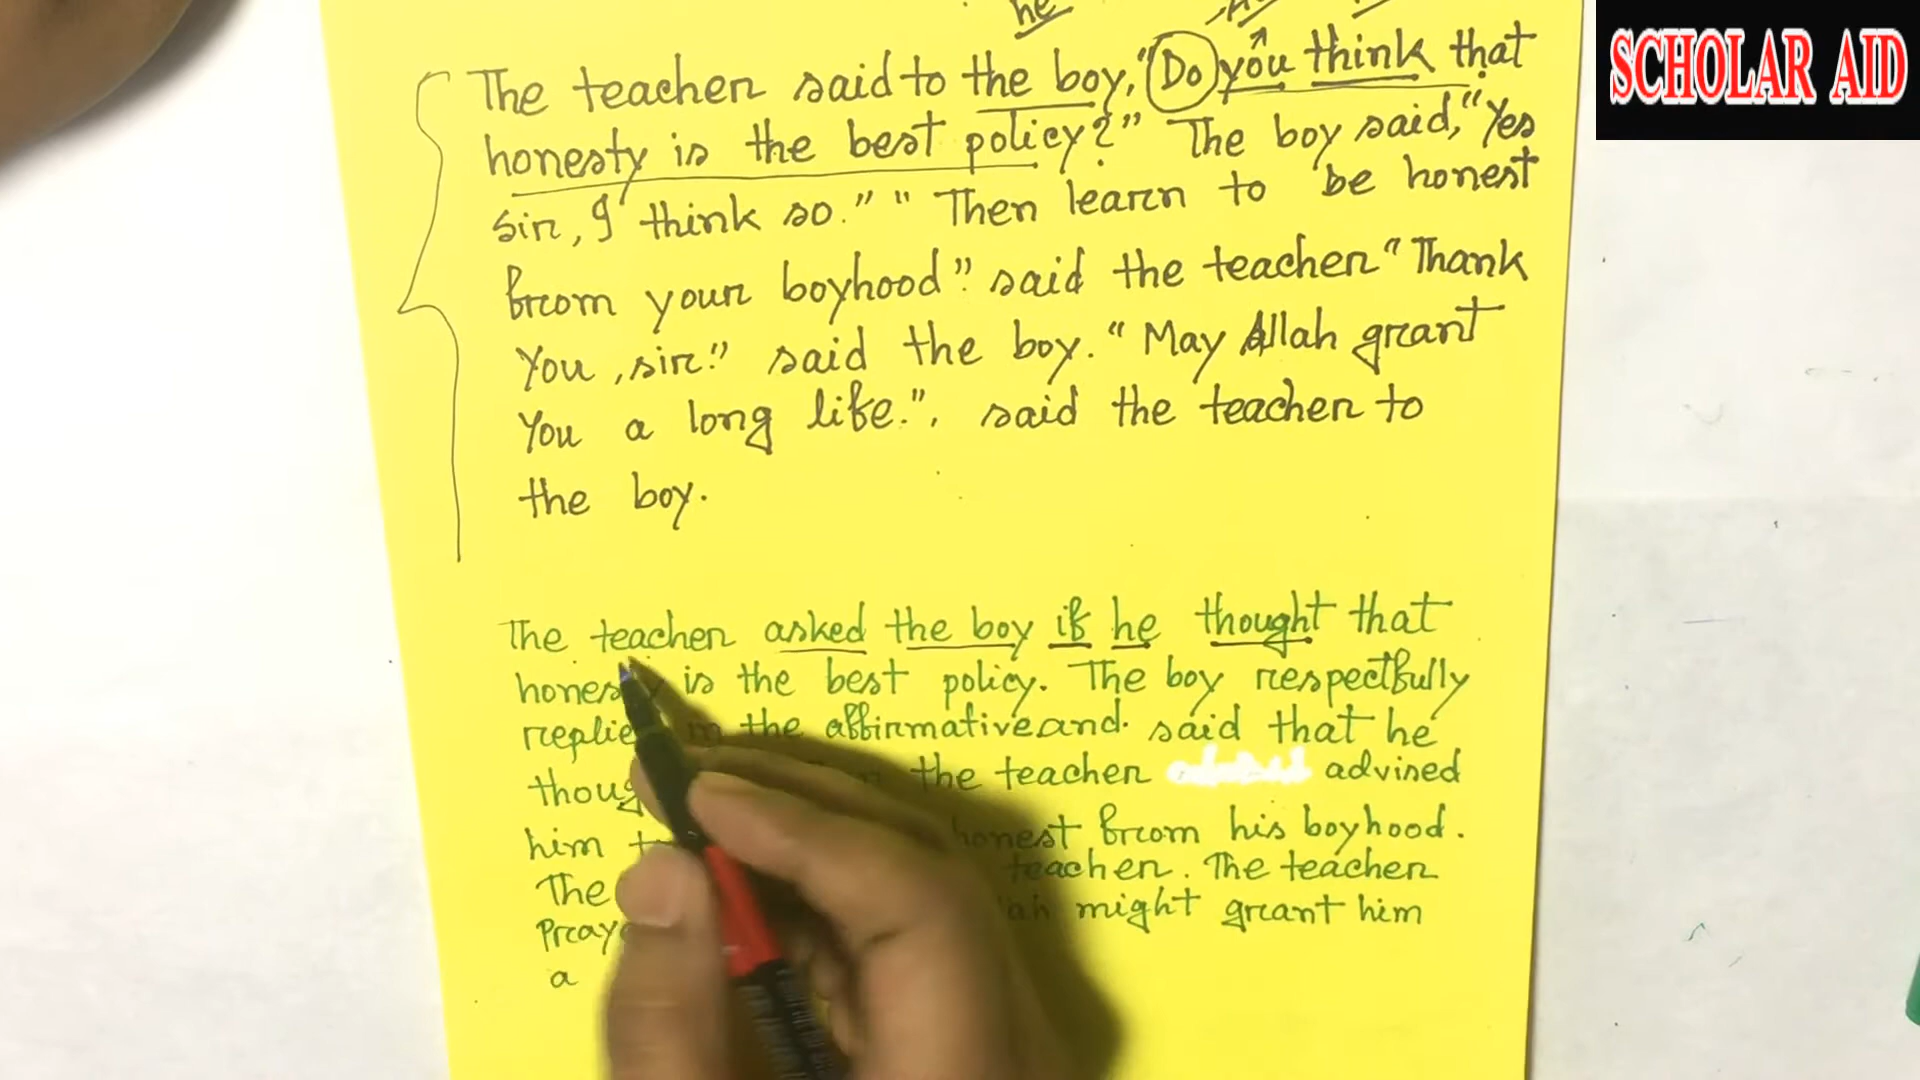 he
SCHOLAR AID
The teacher said to the boy, "Do you think that
honesty is the best policy?" The boy said, "Yes
sir, I think so." "Then learn to be honest
from your boyhood". said the teacher "Thank
you, sir." said the boy. "May Allah grant
you a long life.", said the teacher to
the boy.
The teacher asked the boy if he thought that
honesty is the best policy. The boy respectfully
in the affirmative and said that he
the teacher advised
him honest from his boyhood.
The teacher. The teacher
might grant him
a